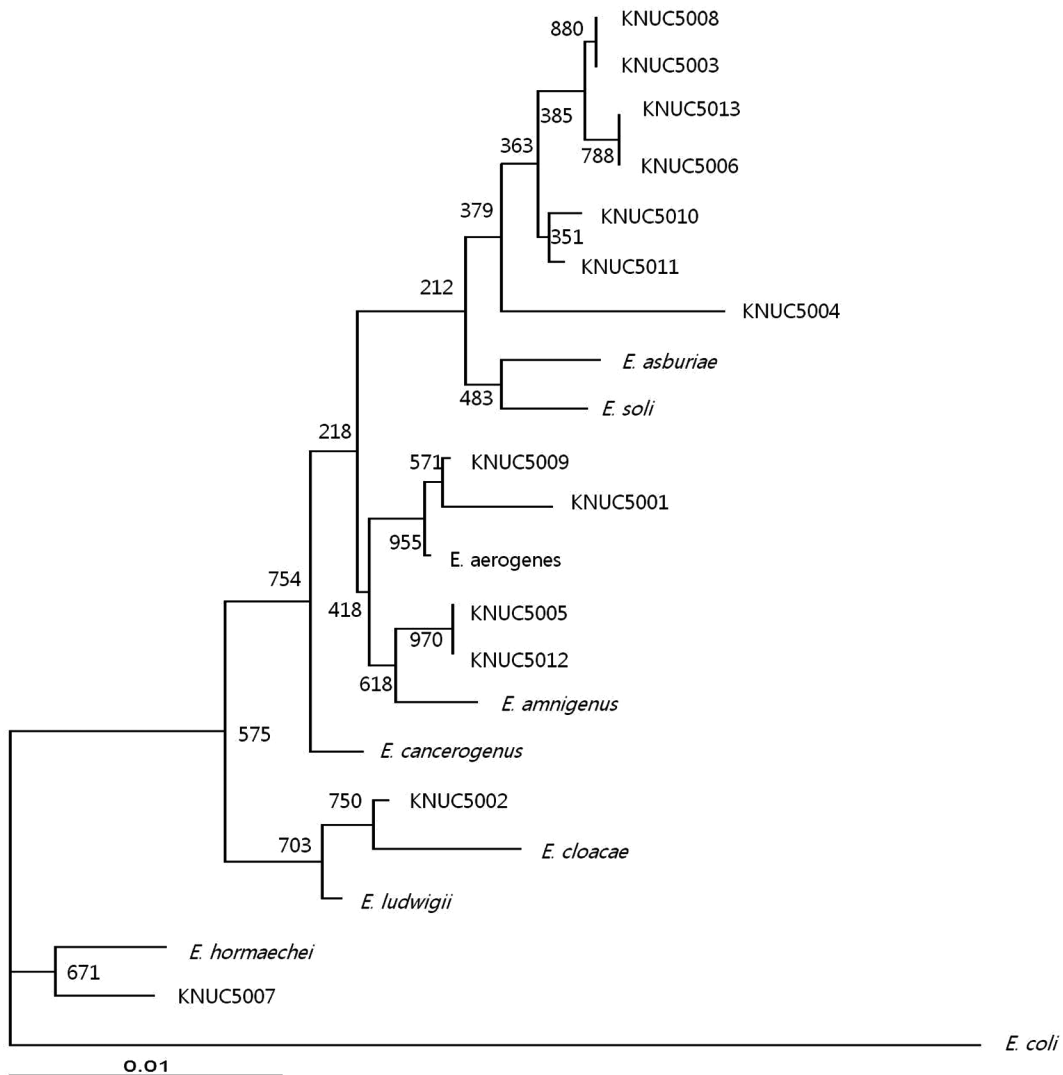 880
KNUC5008
KNUC5003
KNUC5013
385
363
788
KNUC5006
379
KNUC5010
351
KNUC5011
212
KNUC5004
E. asburiae
483
E. soli
218
571
KNUC5009
KNUC5001
955
E. aerogenes
754
418
KNUC5005
970
KNUC5012
618
E. amnigenus
575
E. cancerogenus
750
KNUC5002
703
E. cloacae
E. ludwigii
E. hormaechei
671
KNUC5007
E. coli
0.01